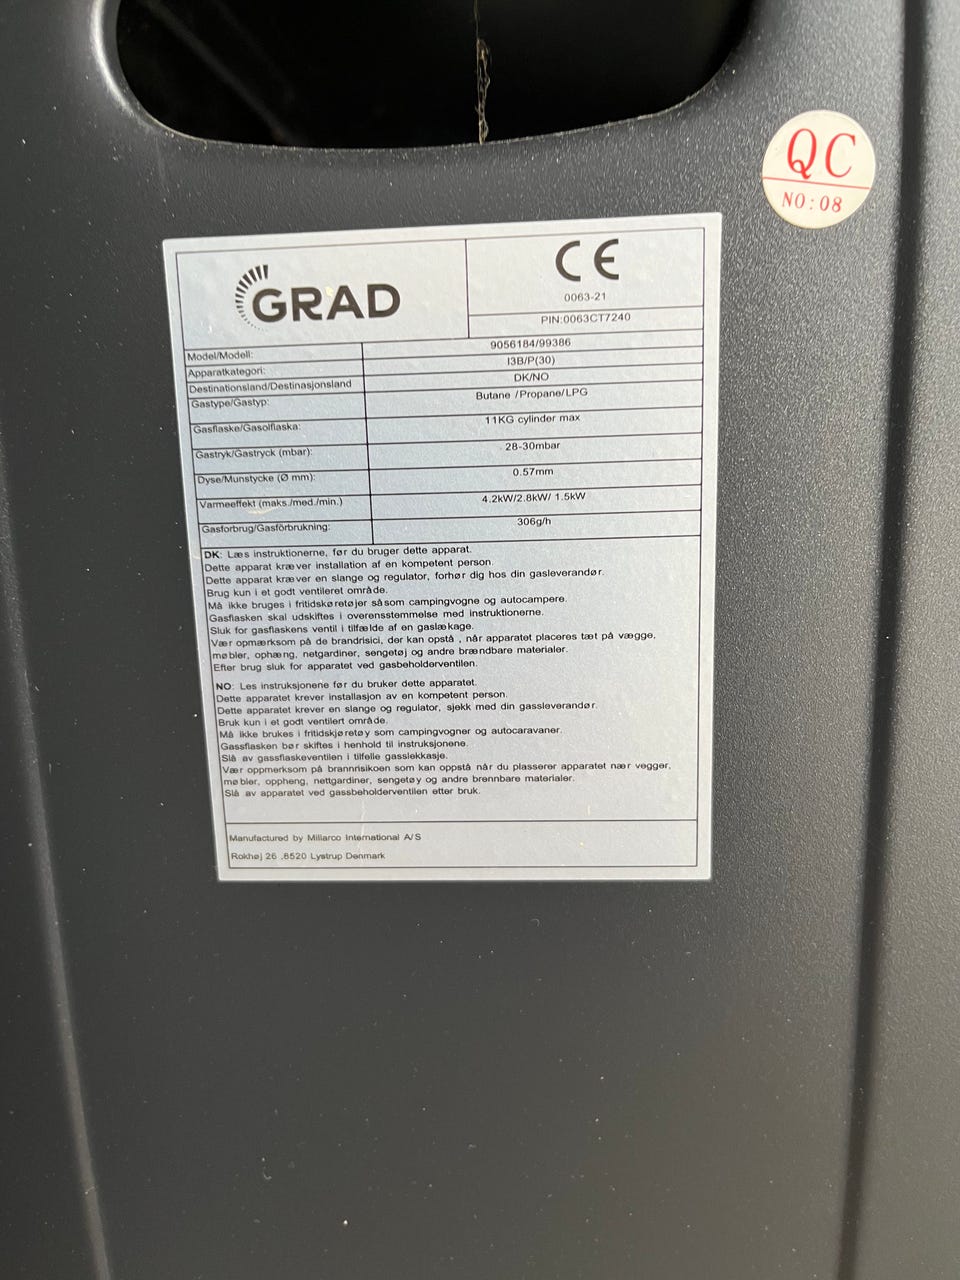 QC
NO:08
GRAD
CE
0063-21
PIN:0063CT7240
Model/Modell: 9056184/99386
Apparatkategori: I3B/P(30)
Destinationsland/Destinasjonsland DK/NO
Gastype/Gastyp: Butane /Propane/LPG
Gasflaske/Gasolflaska: 11KG cylinder max
Gastryk/Gastryck (mbar): 28-30mbar
Dyse/Munstycke (Ø mm): 0.57mm
Varmeeffekt (maks./med./min.) 4.2kW/2.8kW/ 1.5kW
Gasforbrug/Gasförbrukning: 306g/h
DK: Læs instruktionerne, før du bruger dette apparat.
Dette apparat kræver installation af en kompetent person.
Dette apparat kræver en slange og regulator, forhør dig hos din gasleverandør.
Brug kun i et godt ventileret område.
Må ikke bruges i fritidskøretøjer såsom campingvogne og autocampere.
Gasflasken skal udskiftes i overensstemmelse med instruktionerne.
Sluk for gasflaskens ventil i tilfælde af en gaslækage.
Vær opmærksom på de brandrisici, der kan opstå , når apparatet placeres tæt på vægge,
møbler, ophæng, netgardiner, sengetøj og andre brændbare materialer.
Efter brug sluk for apparatet ved gasbeholderventilen.
NO: Les instruksjonene før du bruker dette apparatet.
Dette apparatet krever installasjon av en kompetent person.
Dette apparatet krever en slange og regulator, sjekk med din gassleverandør.
Bruk kun i et godt ventilert område.
Må ikke brukes i fritidskjøretøy som campingvogner og autocaravaner.
Gassflasken bør skiftes i henhold til instruksjonene.
Slå av gassflaskeventilen i tilfelle gasslekkasje.
Vær oppmerksom på brannrisikoen som kan oppstå når du plasserer apparatet nær vegger,
møbler, oppheng, nettgardiner, sengetøy og andre brennbare materialer.
Slå av apparatet ved gassbeholderventilen etter bruk.
Manufactured by Millarco International A/S
Rokhøj 26 ,8520 Lystrup Denmark